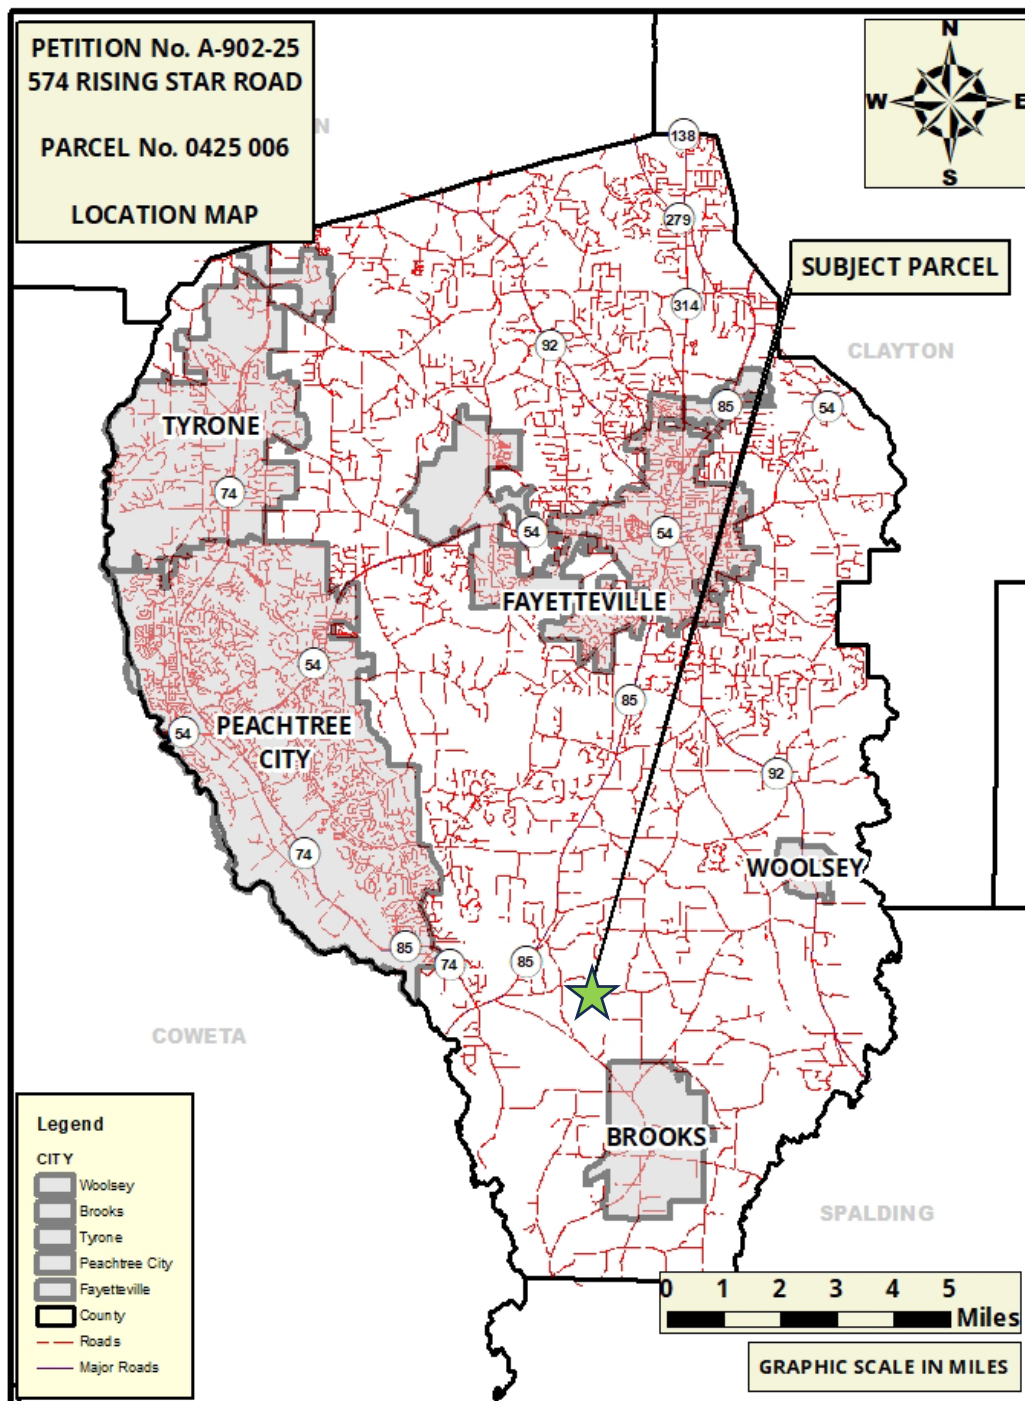 PETITION No. A-902-25
574 RISING STAR ROAD
PARCEL No. 0425 006
LOCATION MAP
N
N
W
E
S
138
279
SUBJECT PARCEL
314
92
CLAYTON
85
54
TYRONE
74
54
54
FAYETTEVILLE
54
85
PEACHTREE
CITY
54
92
74
WOOLSEY
85
74
85
COWETA
BROOKS
SPALDING
Legend
CITY
Woolsey
Brooks
Tyrone
Peachtree City
Fayetteville
County
Roads
Major Roads
0 1 2 3 4 5
Miles
GRAPHIC SCALE IN MILES